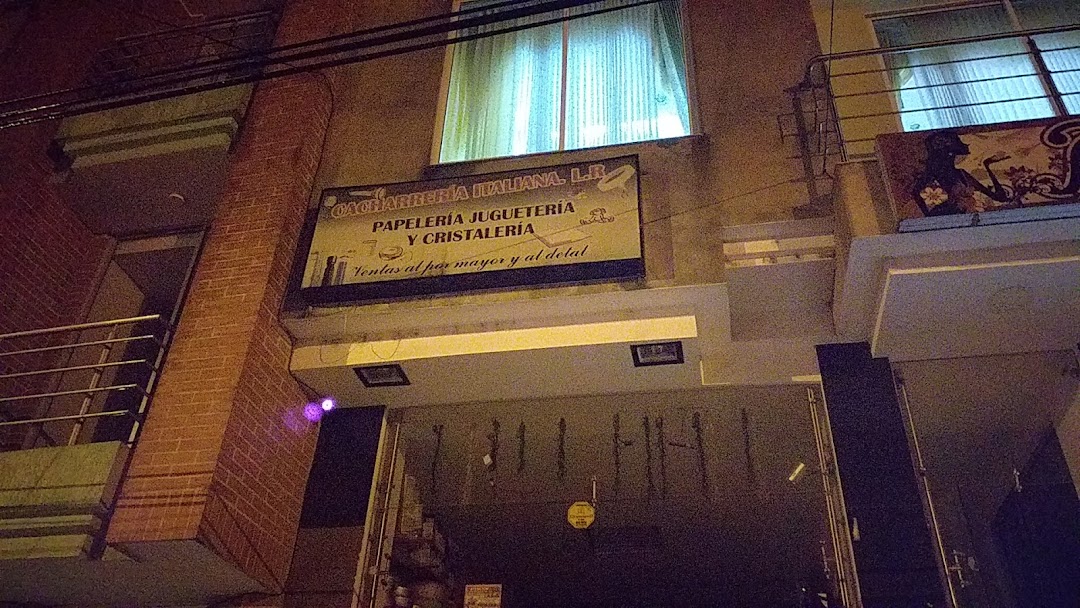 CACHARRERÍA ITALIANA. L.R
PAPELERÍA JUGUETERÍA
Y CRISTALERÍA
Ventas al por mayor y al detal